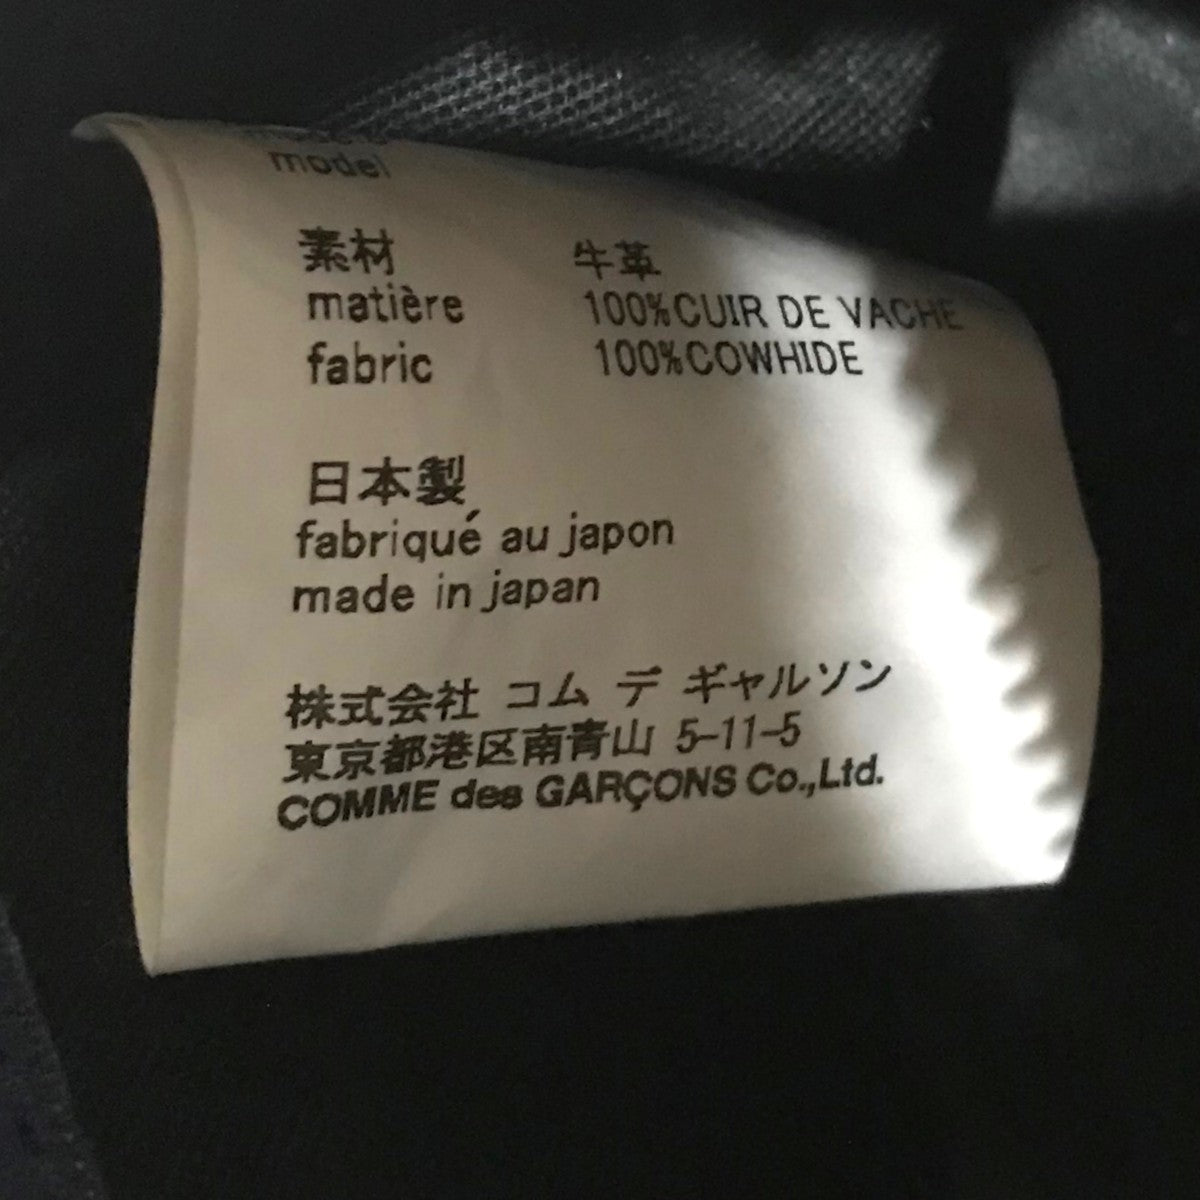 model
素材 牛革
matière 100%CUIR DE VACHE
fabric 100%COWHIDE
日本製
fabriqué au japon
made in japan
株式会社 コム デ ギャルソン
東京都港区南青山 5-11-5
COMME des GARÇONS Co.,Ltd.